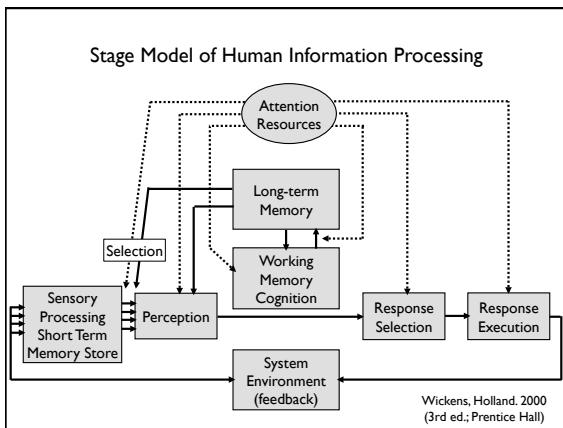 Stage Model of Human Information Processing
Attention
Resources
Long-term
Memory
Selection
Working
Memory
Cognition
Sensory
Processing
Short Term
Memory Store
Perception
Response
Selection
Response
Execution
System
Environment
(feedback)
Wickens, Holland. 2000
(3rd ed.; Prentice Hall)